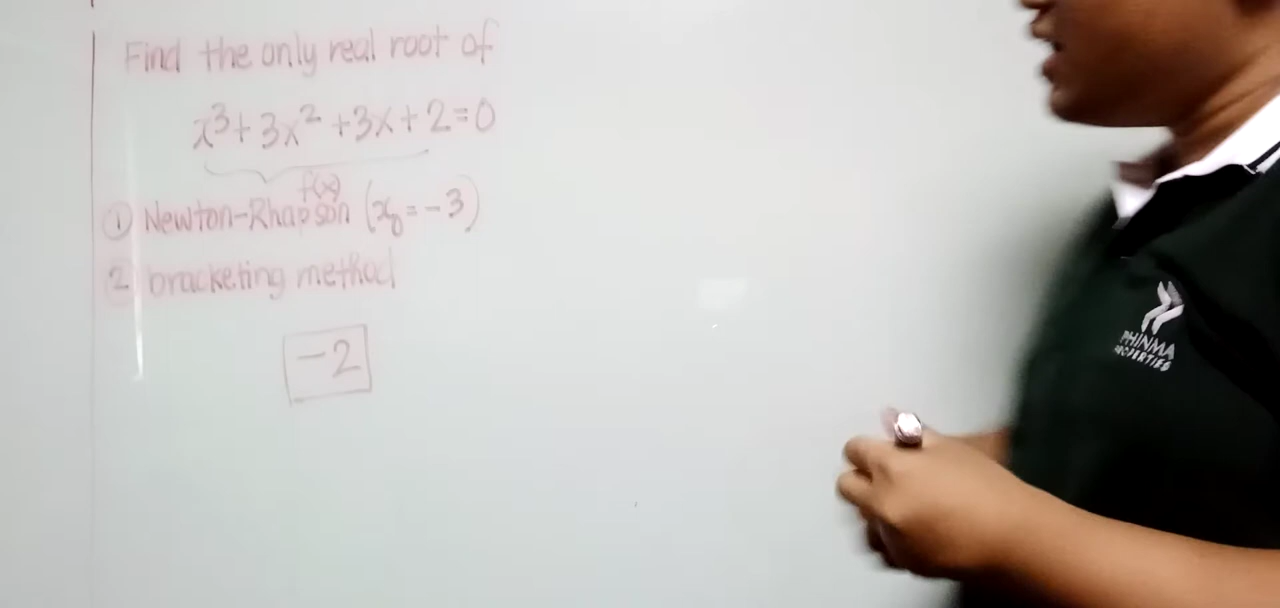 Find the only real root of
x³+3x²+3x+2=0
f(x)
① Newton-Rhapson (x₀=-3)
② bracketing method
-2
PHINMA
PROPERTIES